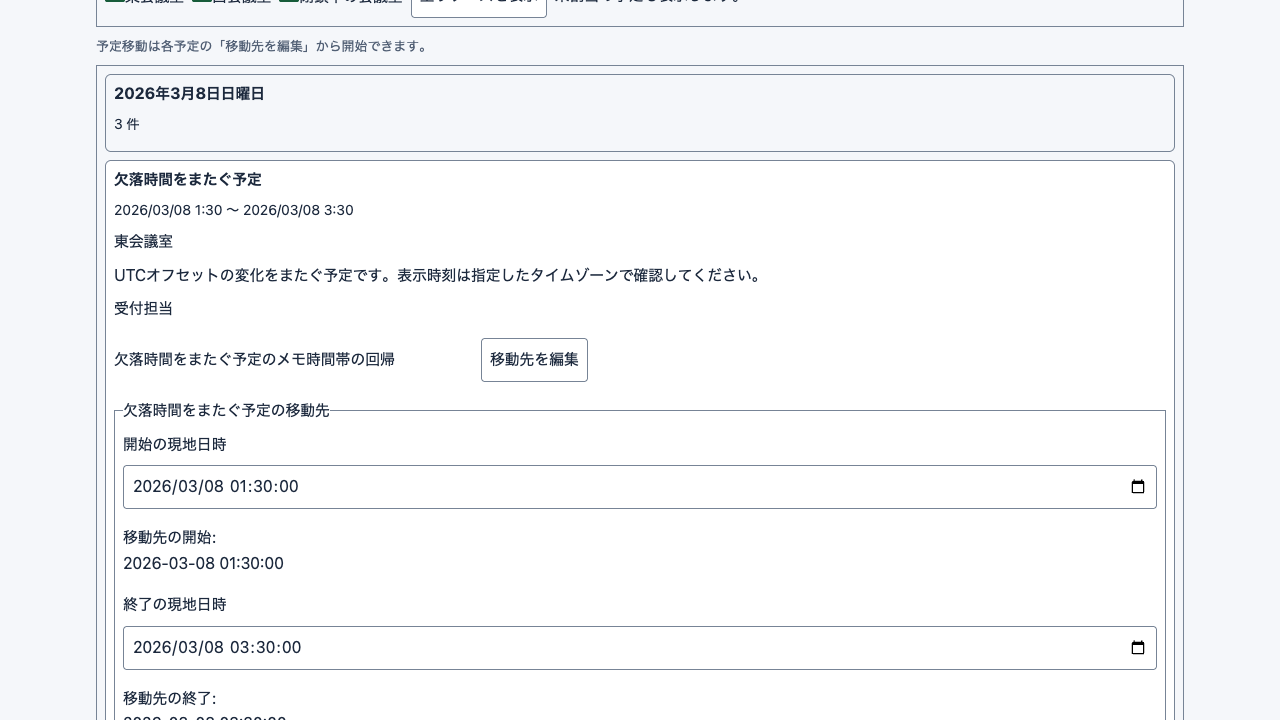 予定移動は各予定の「移動先を編集」から開始できます。
2026年3月8日日曜日
3 件
欠落時間をまたぐ予定
2026/03/08 1:30 〜 2026/03/08 3:30
東会議室
UTCオフセットの変化をまたぐ予定です。表示時刻は指定したタイムゾーンで確認してください。
受付担当
欠落時間をまたぐ予定のメモ時間帯の回帰 移動先を編集
欠落時間をまたぐ予定の移動先
開始の現地日時
2026/03/08 01:30:00
移動先の開始:
2026-03-08 01:30:00
終了の現地日時
2026/03/08 03:30:00
移動先の終了: